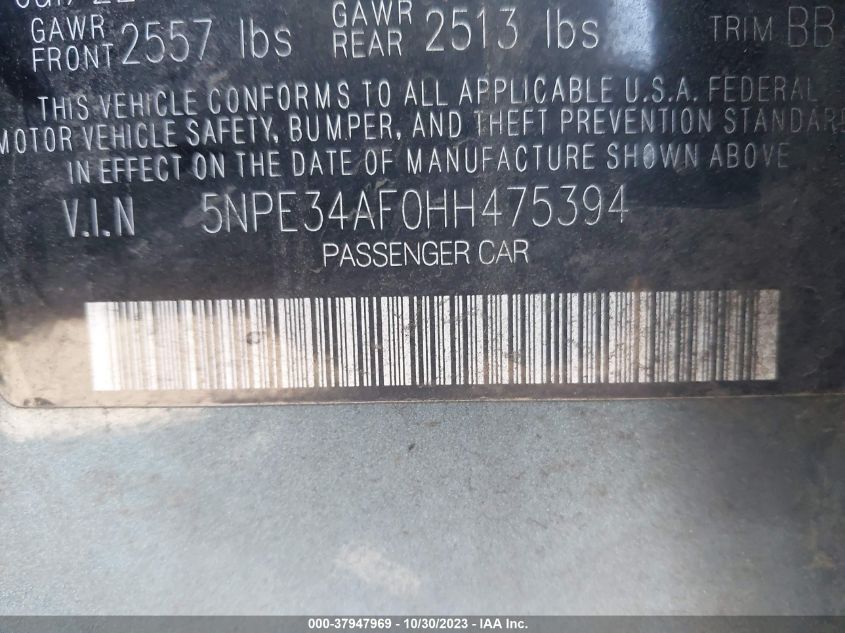 GAWR FRONT 2557 lbs GAWR REAR 2513 lbs TRIM BB
THIS VEHICLE CONFORMS TO ALL APPLICABLE U.S.A. FEDERAL
MOTOR VEHICLE SAFETY, BUMPER, AND THEFT PREVENTION STANDARD
IN EFFECT ON THE DATE OF MANUFACTURE SHOWN ABOVE
V.I.N 5NPE34AF0HH475394
PASSENGER CAR
000-37947969 - 10/30/2023 - IAA Inc.